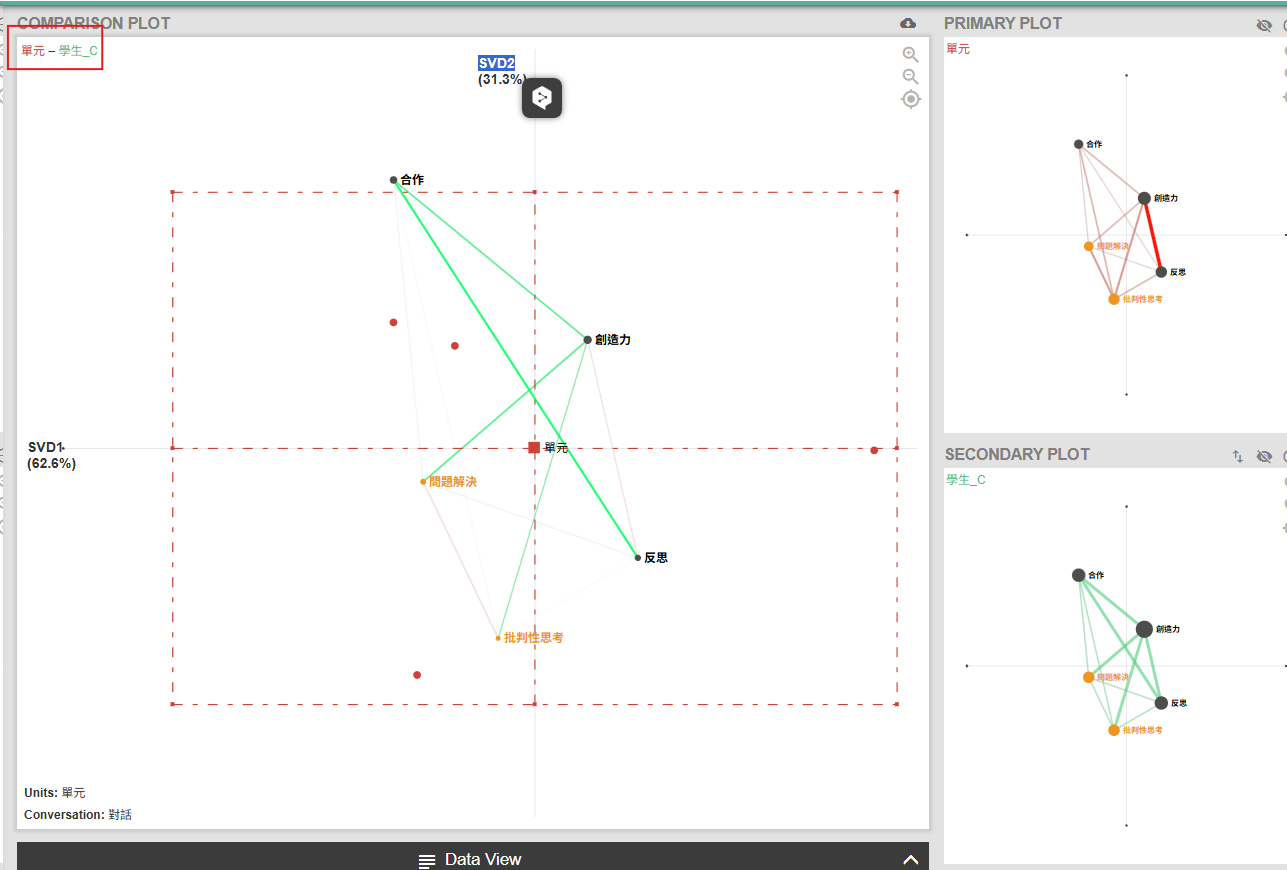 COMPARISON PLOT
單元 – 學生_C
SVD2
(31.3%)
合作
創造力
SVD1
(62.6%)
單元
問題解決
反思
批判性思考
Units: 單元
Conversation: 對話
Data View
PRIMARY PLOT
單元
合作
創造力
問題解決
反思
批判性思考
SECONDARY PLOT
學生_C
合作
創造力
問題解決
反思
批判性思考